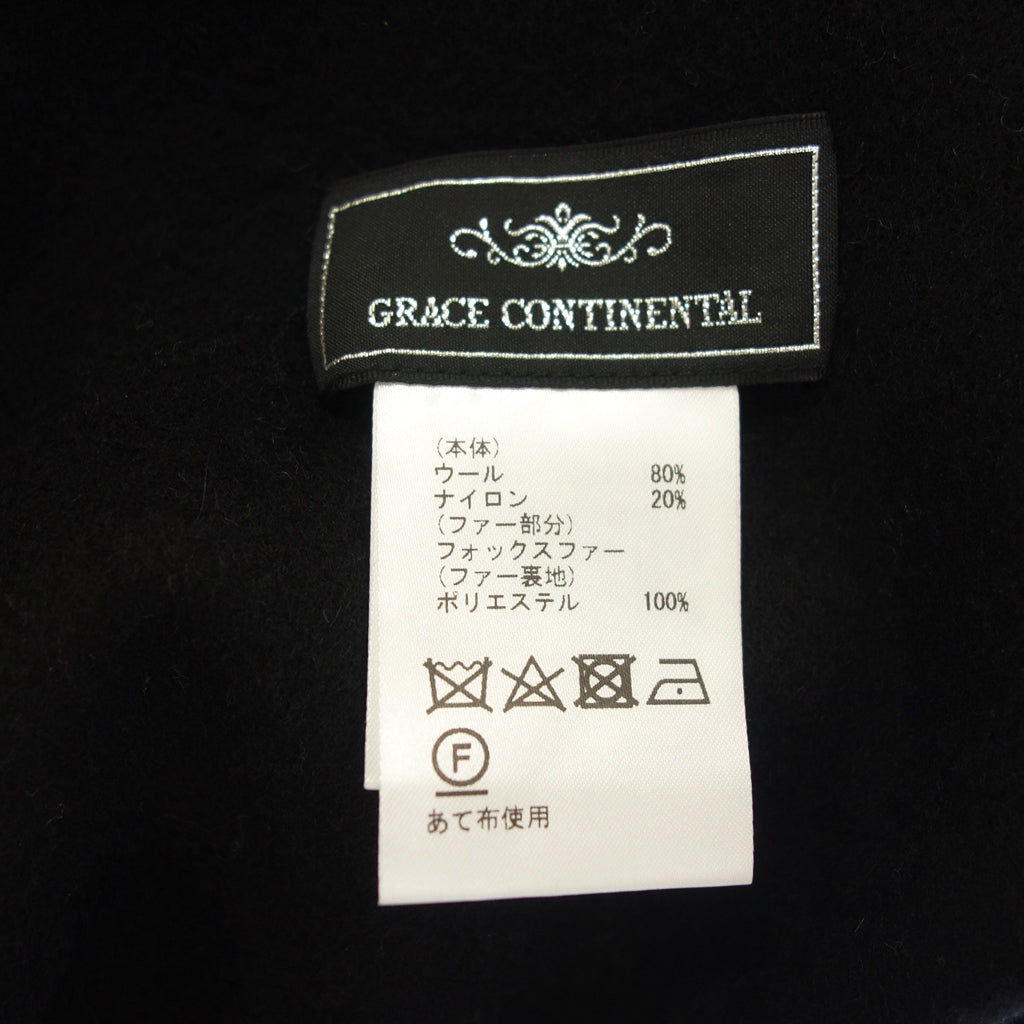 GRACE CONTINENTAL
(本体)
ウール 80%
ナイロン 20%
(ファー部分)
フォックスファー
(ファー裏地)
ポリエステル 100%
F
あて布使用